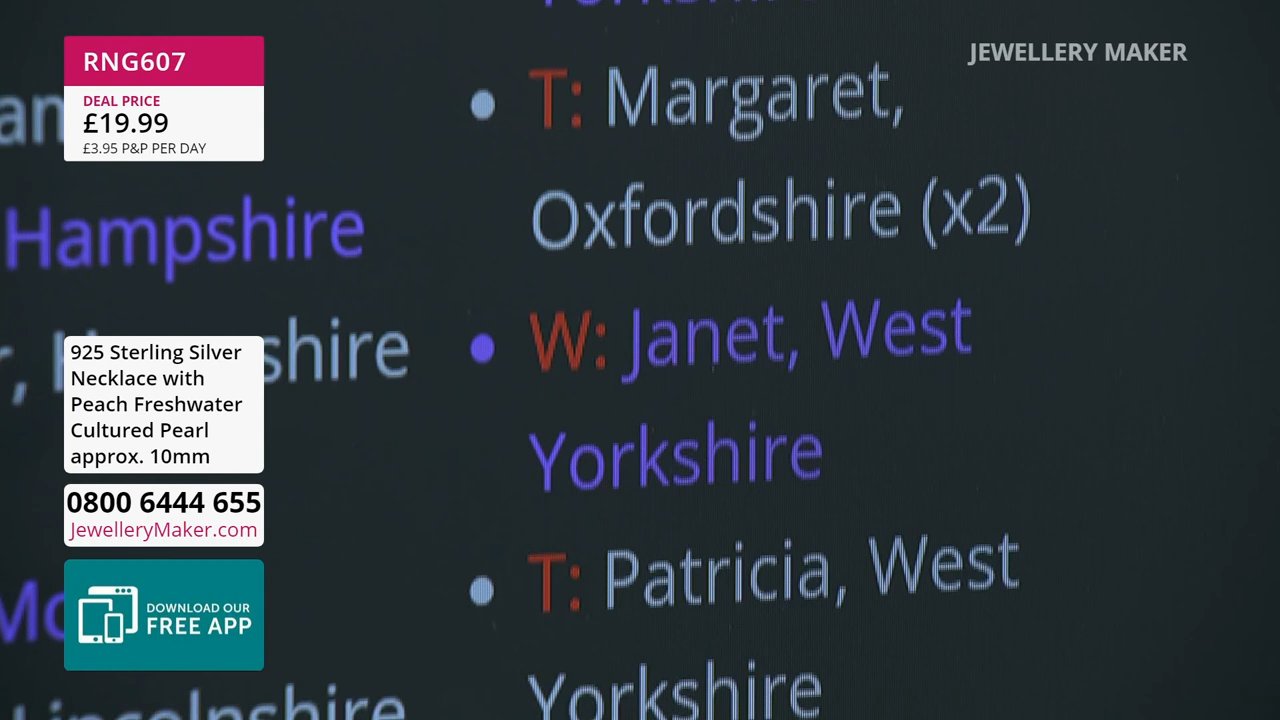 RNG607
DEAL PRICE
£19.99
£3.95 P&P PER DAY
JEWELLERY MAKER
Hampshire
925 Sterling Silver
Necklace with
Peach Freshwater
Cultured Pearl
approx. 10mm
0800 6444 655
JewelleryMaker.com
DOWNLOAD OUR
FREE APP
Lincolnshire
Yorkshire
• T: Margaret,
Oxfordshire (x2)
• W: Janet, West
Yorkshire
• T: Patricia, West
Yorkshire